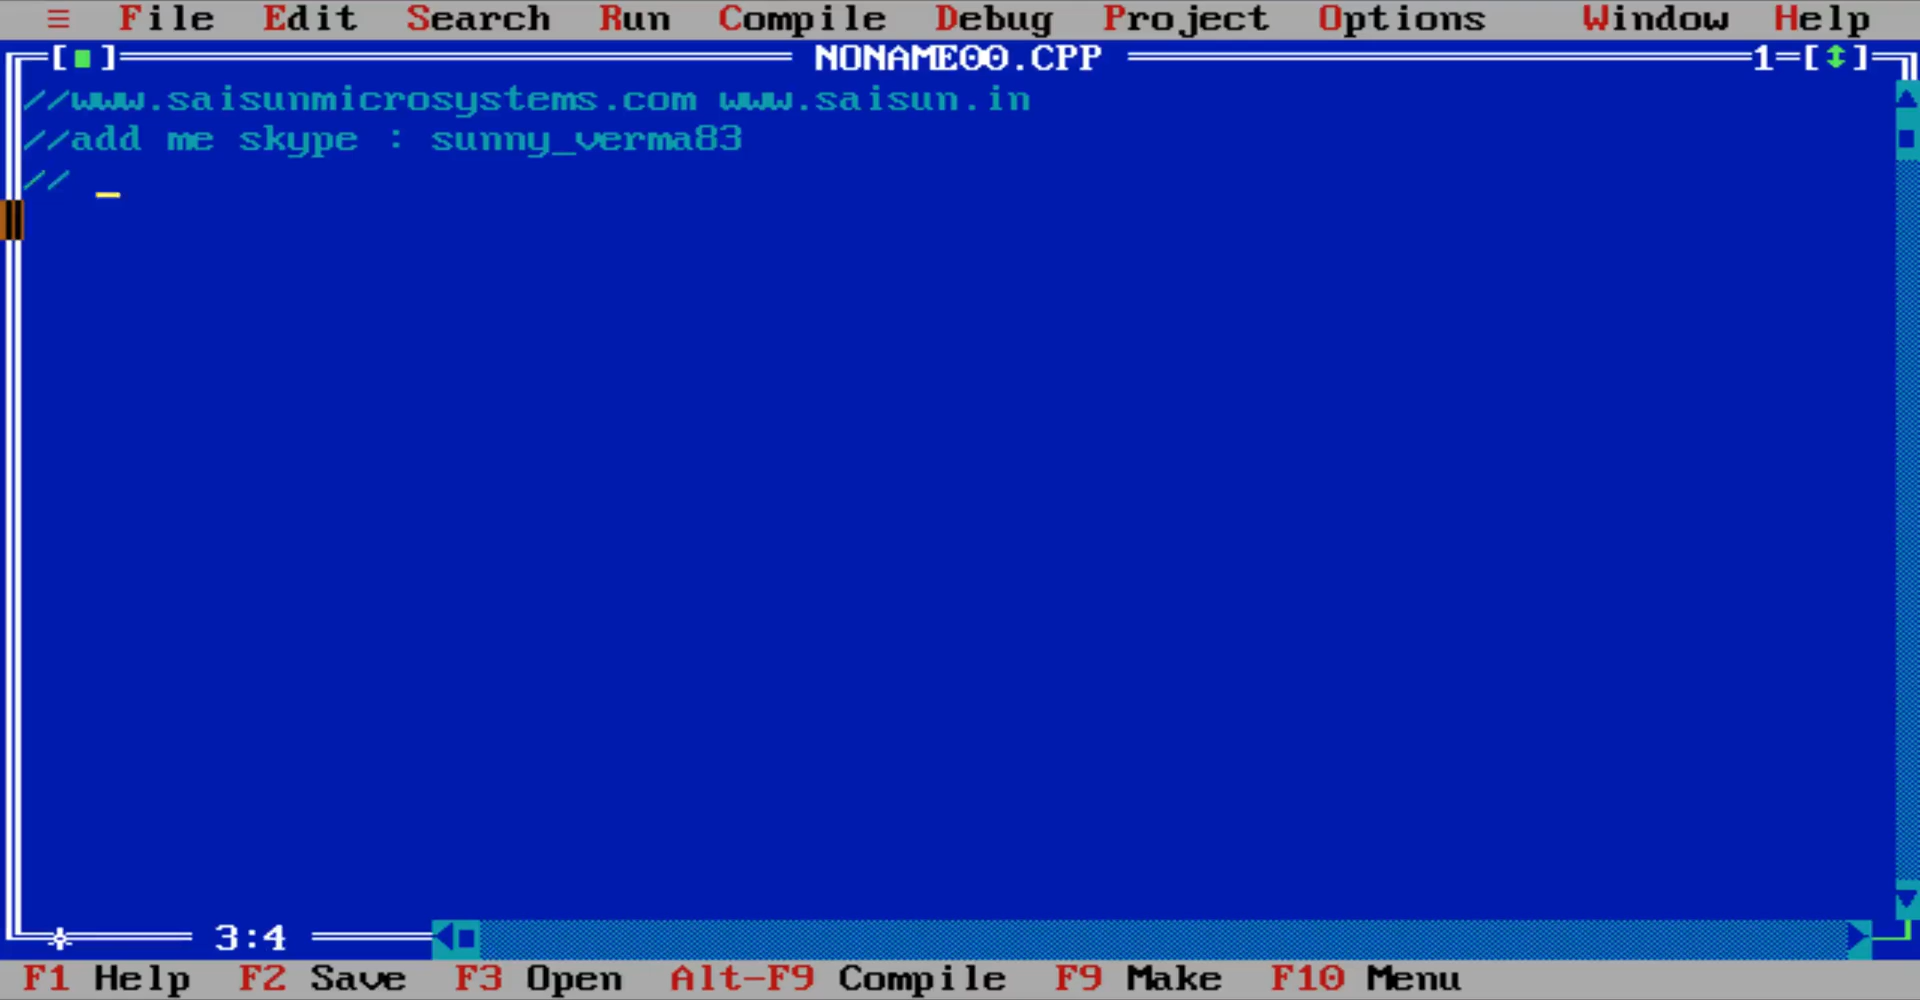 ≡ File Edit Search Run Compile Debug Project Options Window Help
[■] NONAME00.CPP 1=[↕]
//www.saisunmicrosystems.com www.saisun.in
//add me skype : sunny_verma83
//
3:4
F1 Help F2 Save F3 Open Alt-F9 Compile F9 Make F10 Menu